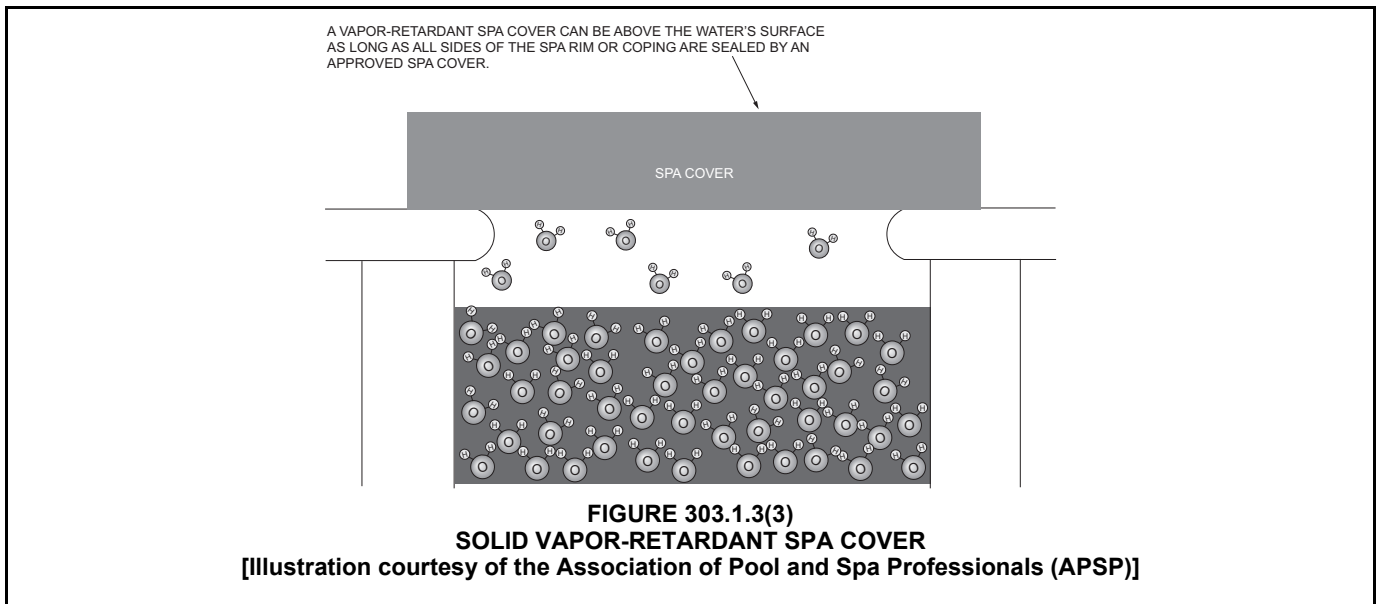 A VAPOR-RETARDANT SPA COVER CAN BE ABOVE THE WATER'S SURFACE
AS LONG AS ALL SIDES OF THE SPA RIM OR COPING ARE SEALED BY AN
APPROVED SPA COVER.
SPA COVER
FIGURE 303.1.3(3)
SOLID VAPOR-RETARDANT SPA COVER
[Illustration courtesy of the Association of Pool and Spa Professionals (APSP)]